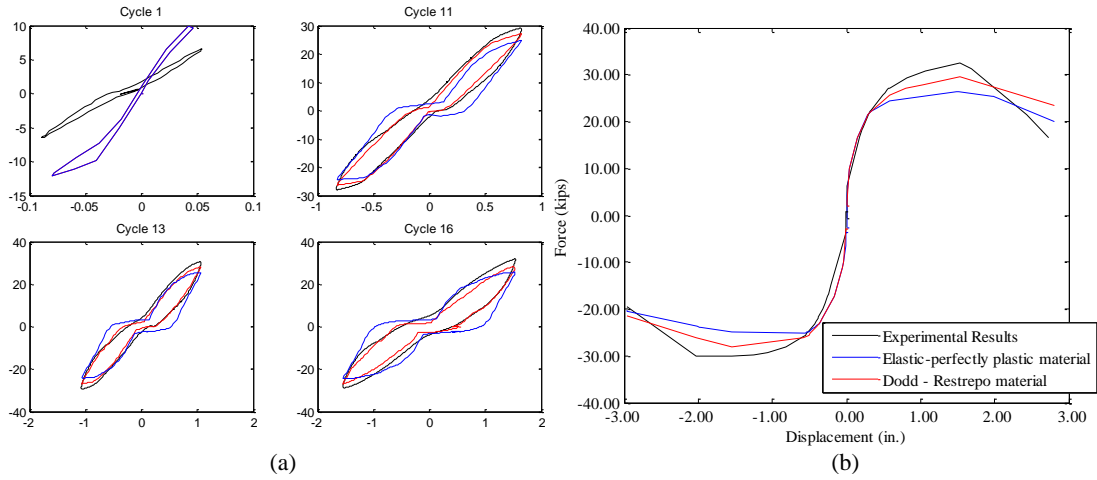 Cycle 1
10
5
0
-5
-10
-15
-0.1 -0.05 0 0.05 0.1
Cycle 11
30
20
10
0
10
20
30
-1 -0.5 0 0.5 1
Cycle 13
40
20
0
-20
-40
-2 -1 0 1 2
Cycle 16
40
20
0
-20
-40
-2 -1 0 1 2
(a)
Force (kips)
40.00
30.00
20.00
10.00
0.00
-10.00
-20.00
-30.00
-40.00
Experimental Results
Elastic-perfectly plastic material
Dodd - Restrepo material
-3.00 -2.00 -1.00 0.00 1.00 2.00 3.00
Displacement (in.)
(b)